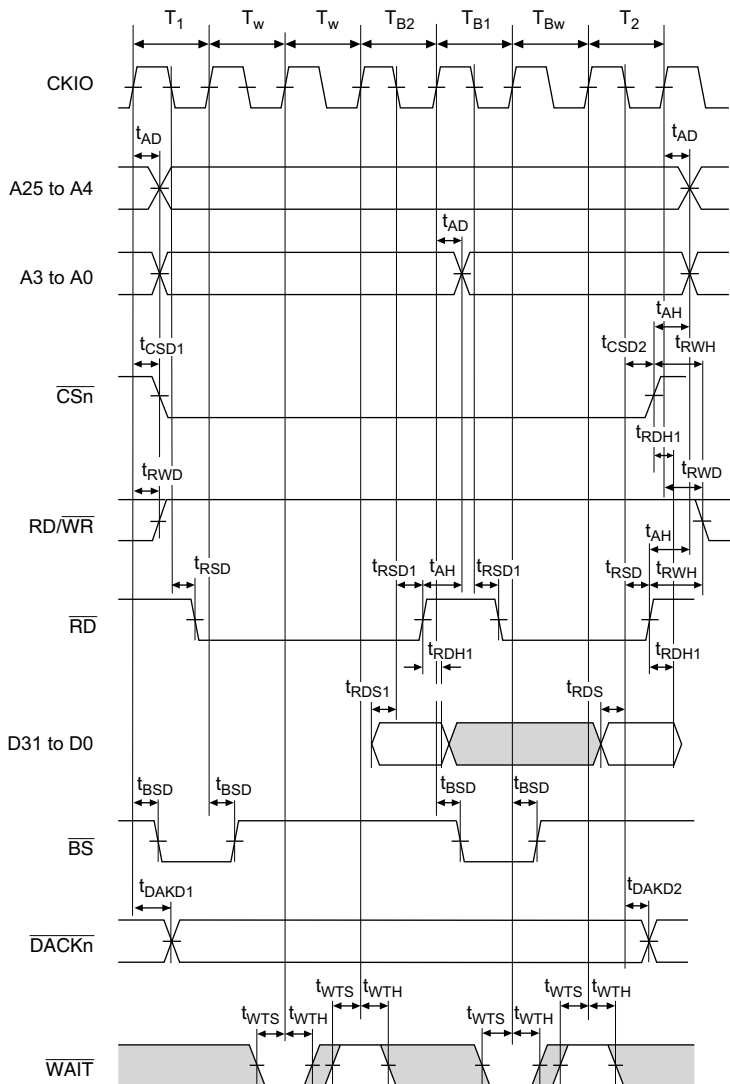 T1 Tw Tw TB2 TB1 TBw T2
CKIO
tAD tAD
A25 to A4
tAD
A3 to A0
tAH
tCSD1 tCSD2 tRWH
CSn
tRDH1
tRWD tRWD
RD/WR
tAH
tRSD tRSD1 tAH tRSD1 tRSD tRWH
RD
tRDH1 tRDH1
tRDS1 tRDS
D31 to D0
tBSD tBSD tBSD tBSD
BS
tDAKD1 tDAKD2
DACKn
tWTS tWTH tWTS tWTH tWTS tWTH tWTS tWTH
WAIT